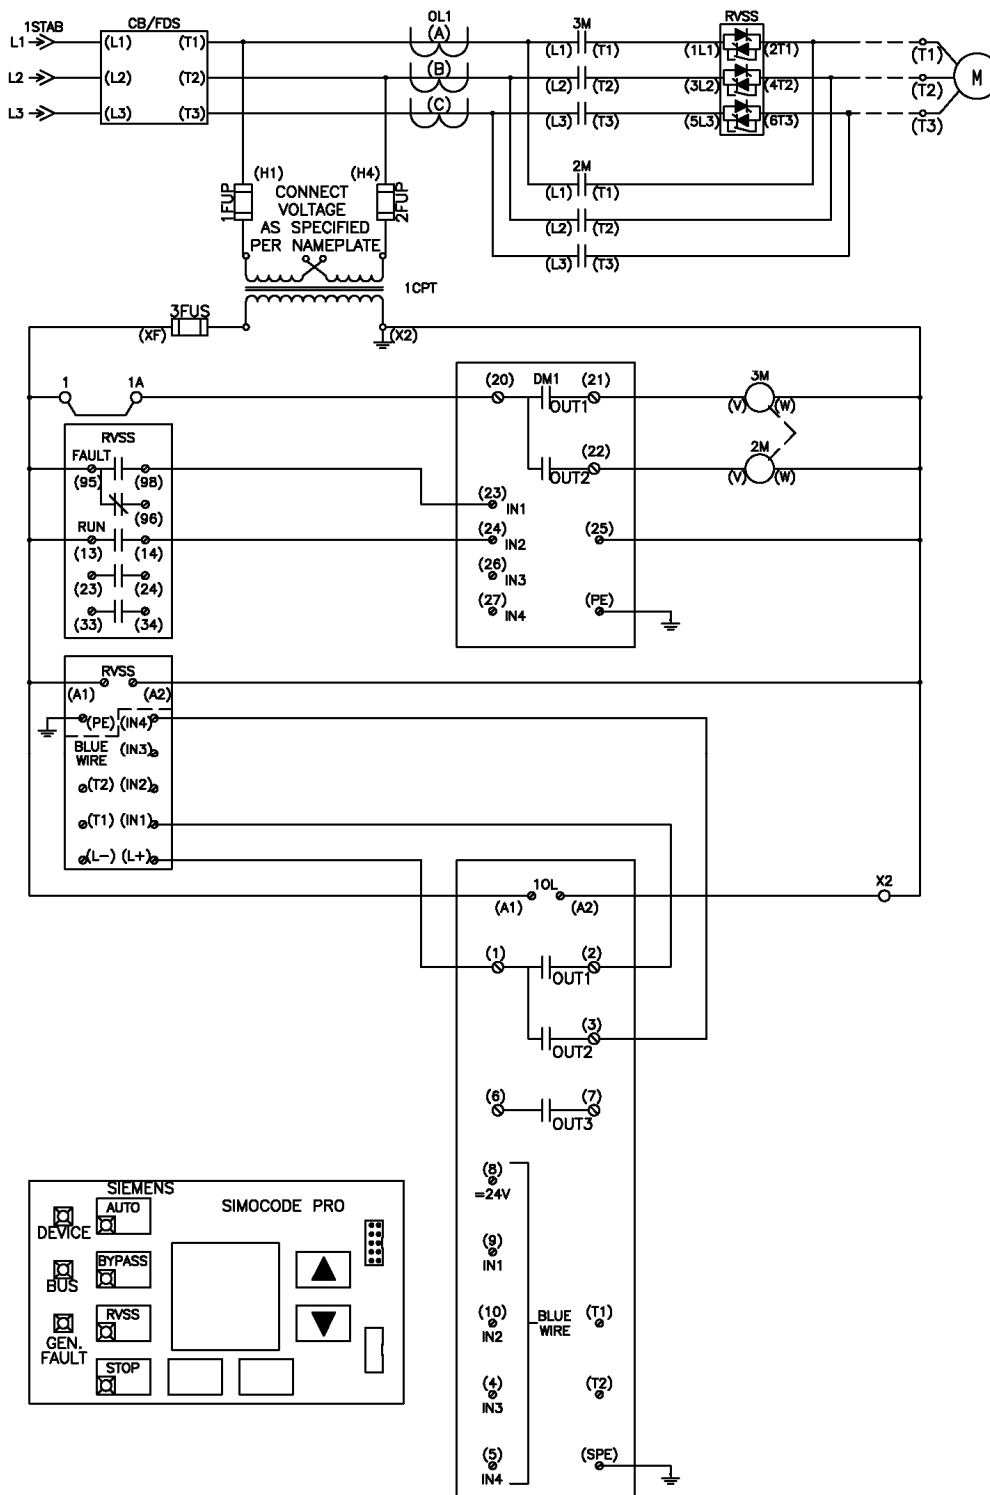 1STAB CB/FDS OL1 3M RVSS
L1 (L1) (T1) (A) (L1) (T1) (1L1) (2T1) (T1)
L2 (L2) (T2) (B) (L2) (T2) (3L2) (4T2) (T2) M
L3 (L3) (T3) (C) (L3) (T3) (5L3) (6T3) (T3)
(H1) (H4) 2M
1FUP CONNECT 2FUP (L1) (T1)
VOLTAGE
AS SPECIFIED (L2) (T2)
PER NAMEPLATE
(L3) (T3)
1CPT
3FUS
(XF) (X2)
1 1A (20) DM1 (21) 3M
OUT1 (V) (W)
RVSS
FAULT (22) 2M
(95) (98) OUT2 (V) (W)
(96) (23)
IN1
RUN (24) (25)
(13) (14) IN2
(26)
(23) (24) IN3
(27) (PE)
(33) (34) IN4
RVSS
(A1) (A2)
(PE) (IN4)
BLUE (IN3)
WIRE
(T2) (IN2)
(T1) (IN1)
(L-) (L+)
1OL X2
(A1) (A2)
(1) (2)
OUT1
(3)
OUT2
(6) (7)
OUT3
(8)
=24V
SIEMENS
AUTO SIMOCODE PRO
DEVICE
(9)
IN1
BYPASS
BUS
(10) BLUE (T1)
IN2 WIRE
RVSS
GEN.
FAULT
STOP
(4) (T2)
IN3
(5) (SPE)
IN4